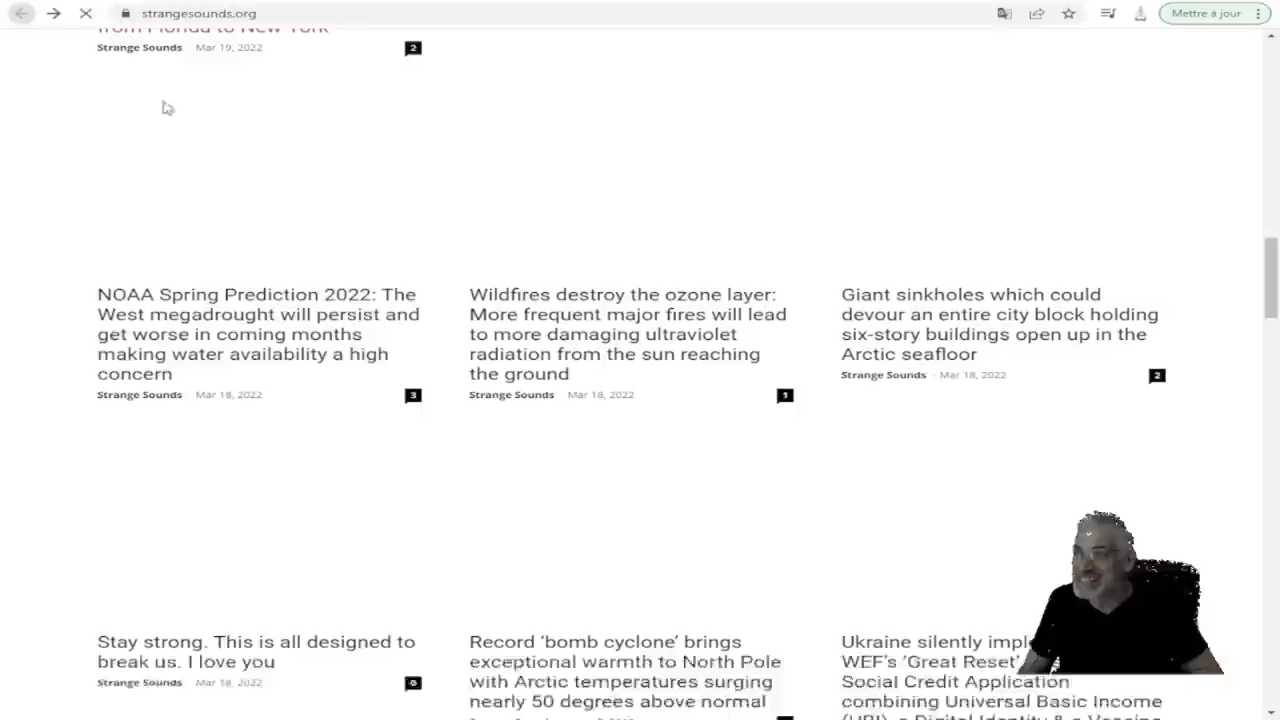 strangesounds.org
Mettre à jour
from Florida to New York
Strange Sounds - Mar 19, 2022
2
NOAA Spring Prediction 2022: The
West megadrought will persist and
get worse in coming months
making water availability a high
concern
Strange Sounds - Mar 18, 2022
3
Wildfires destroy the ozone layer:
More frequent major fires will lead
to more damaging ultraviolet
radiation from the sun reaching
the ground
Strange Sounds - Mar 18, 2022
1
Giant sinkholes which could
devour an entire city block holding
six-story buildings open up in the
Arctic seafloor
Strange Sounds - Mar 18, 2022
2
Stay strong. This is all designed to
break us. I love you
Strange Sounds - Mar 18, 2022
Record ‘bomb cyclone’ brings
exceptional warmth to North Pole
with Arctic temperatures surging
nearly 50 degrees above normal
Ukraine silently
WEF’s ‘Great Reset’
Social Credit Application
combining Universal Basic Income